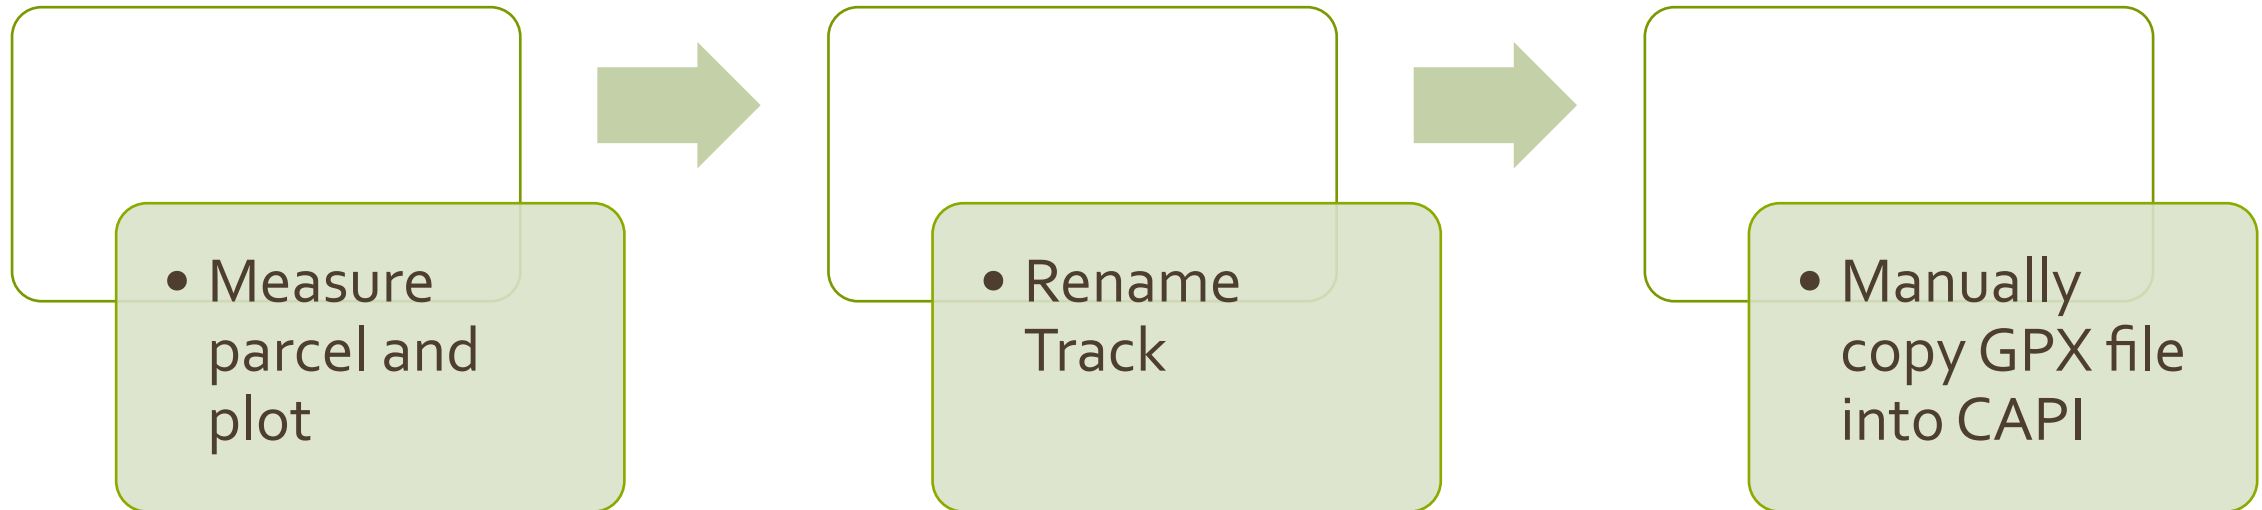 • Measure
parcel and
plot
• Rename
Track
• Manually
copy GPX file
into CAPI